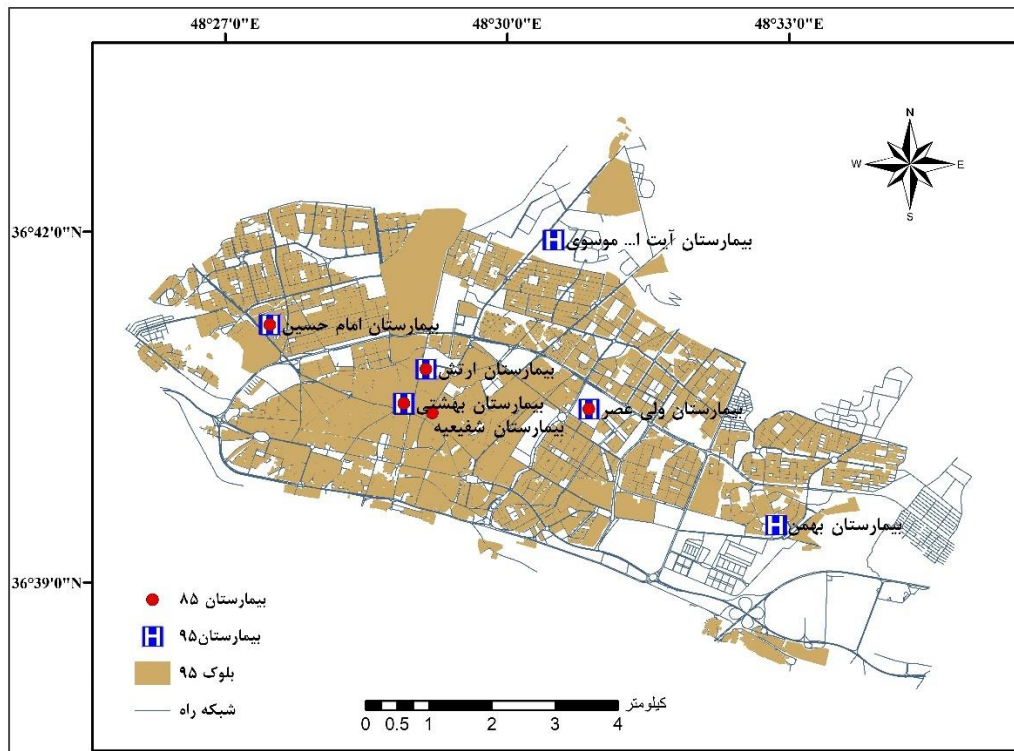 48°27'0"E
48°30'0"E
48°33'0"E
N
W
E
S
36°42'0"N
بیمارستان آیت ا... موسوی
H
بیمارستان امام حسین
بیمارستان ارتش
بیمارستان بهشتی
بیمارستان ولی عصر
بیمارستان شفیعیه
H
بیمارستان بهمن
36°39'0"N
بیمارستان ۸۵
H
بیمارستان۹۵
بلوک ۹۵
شبکه راه
کیلومتر
0 0.5 1 2 3 4